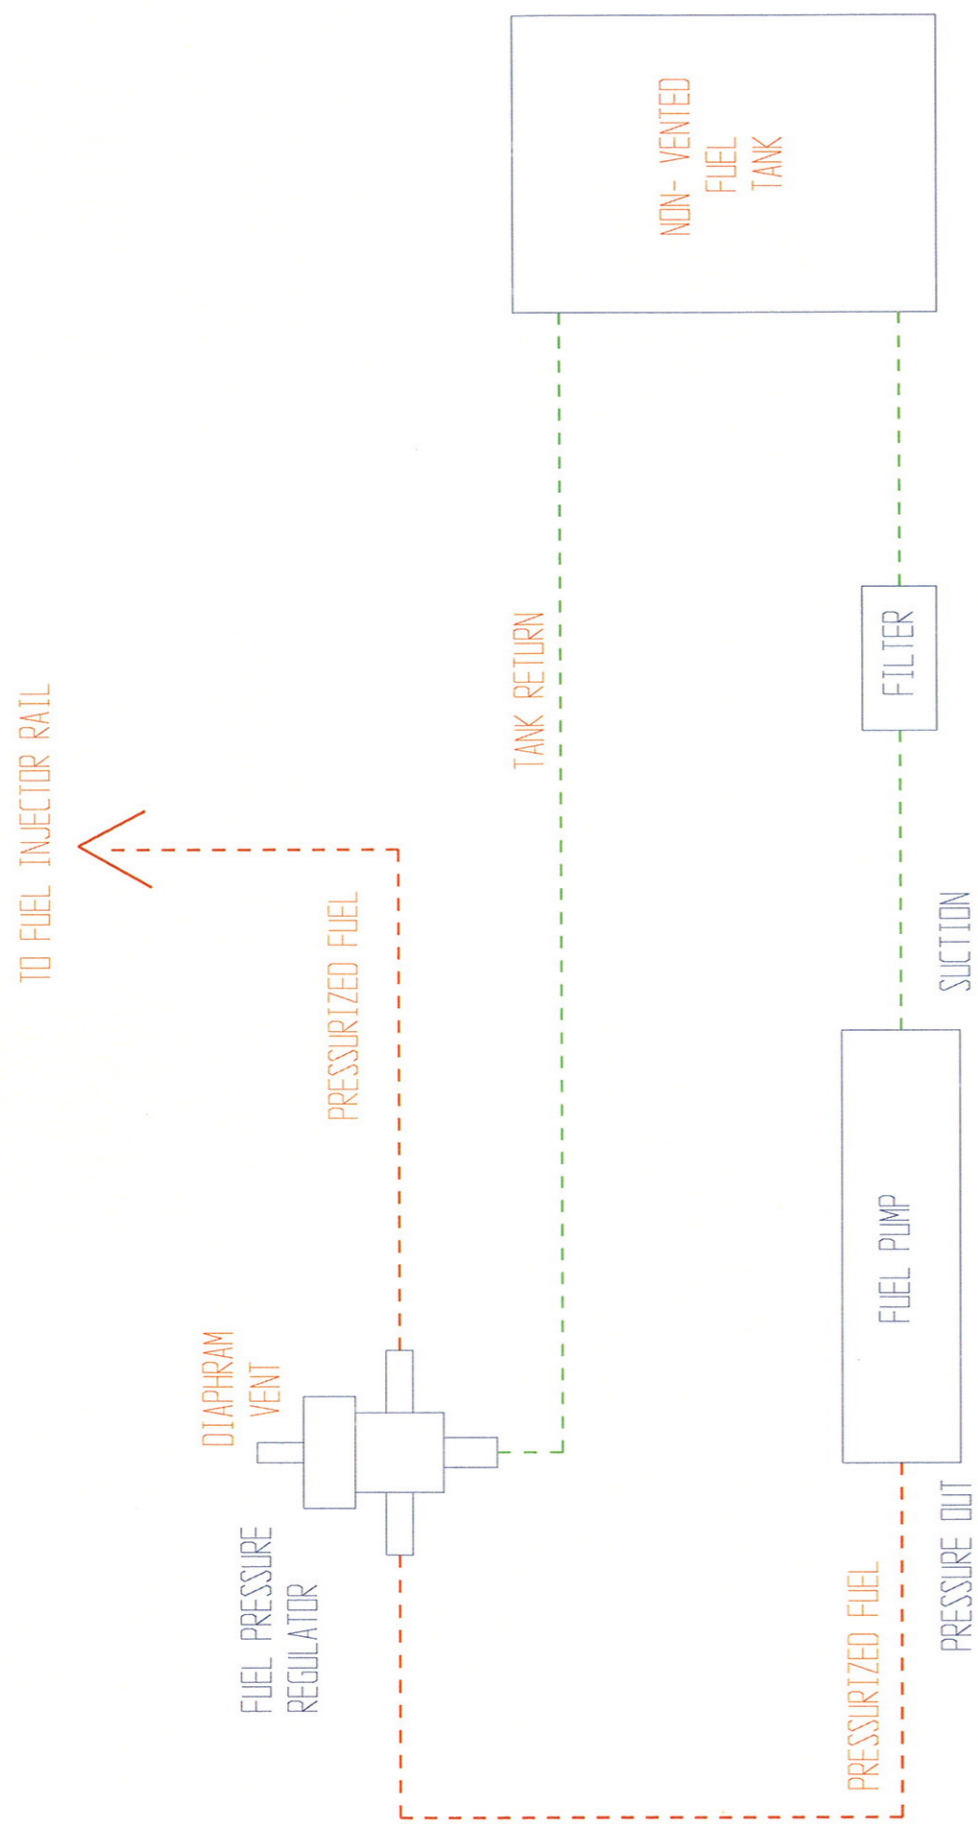 TO FUEL INJECTOR RAIL
DIAPHRAM
VENT
FUEL PRESSURE
REGULATOR
PRESSURIZED FUEL
TANK RETURN
NON- VENTED
FUEL
TANK
PRESSURIZED FUEL
FUEL PUMP
FILTER
PRESSURE OUT
SUCTION